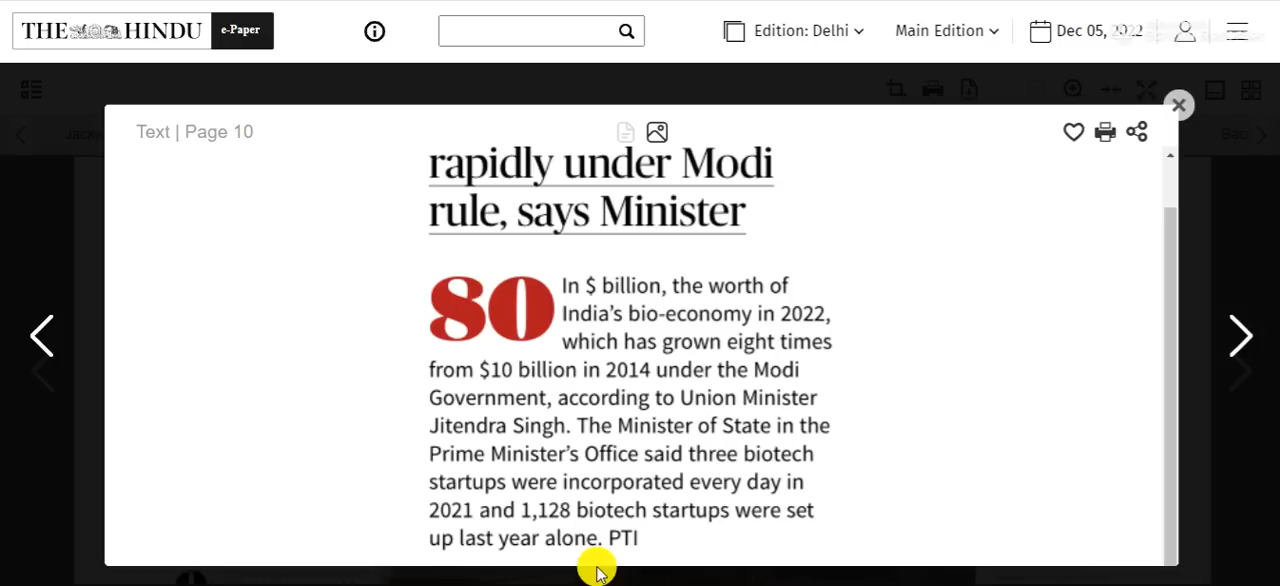 THE HINDU e-Paper
Edition: Delhi
Main Edition
Dec 05, 2022
Text | Page 10
rapidly under Modi
rule, says Minister
80 In $ billion, the worth of
India's bio-economy in 2022,
which has grown eight times
from $10 billion in 2014 under the Modi
Government, according to Union Minister
Jitendra Singh. The Minister of State in the
Prime Minister's Office said three biotech
startups were incorporated every day in
2021 and 1,128 biotech startups were set
up last year alone. PTI